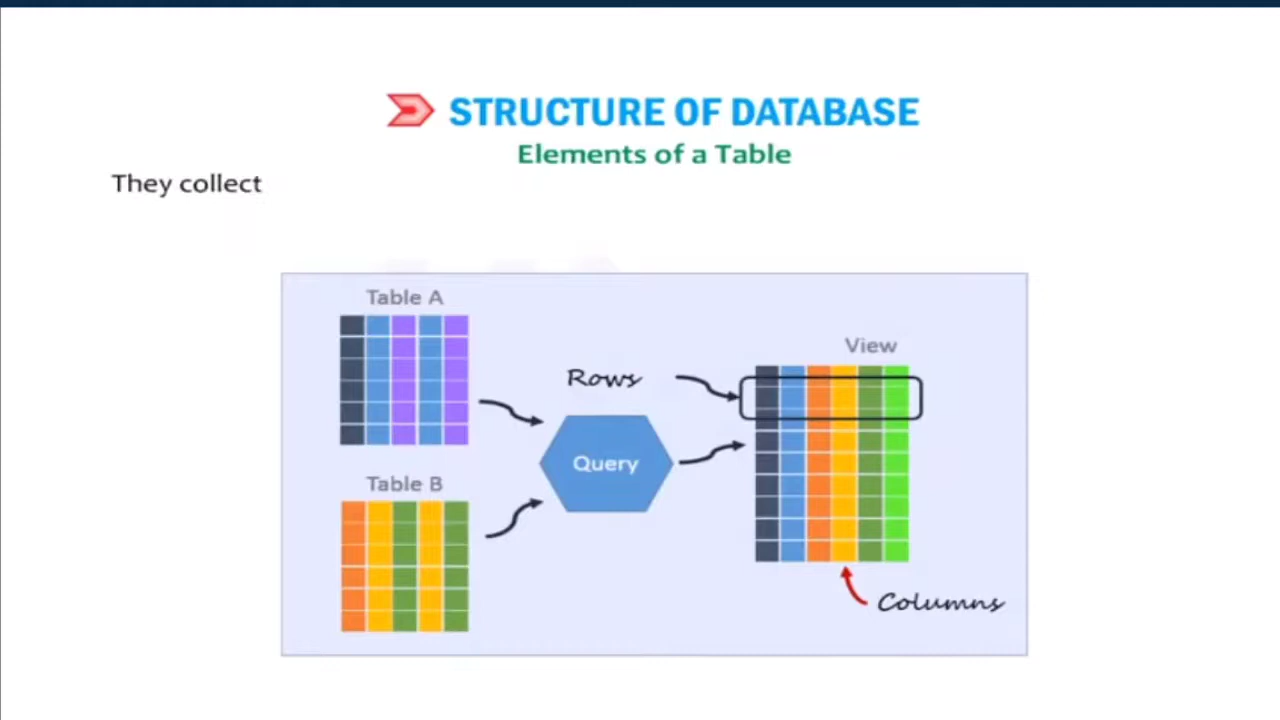 STRUCTURE OF DATABASE
Elements of a Table
They collect
Table A
View
Rows
Query
Table B
Columns